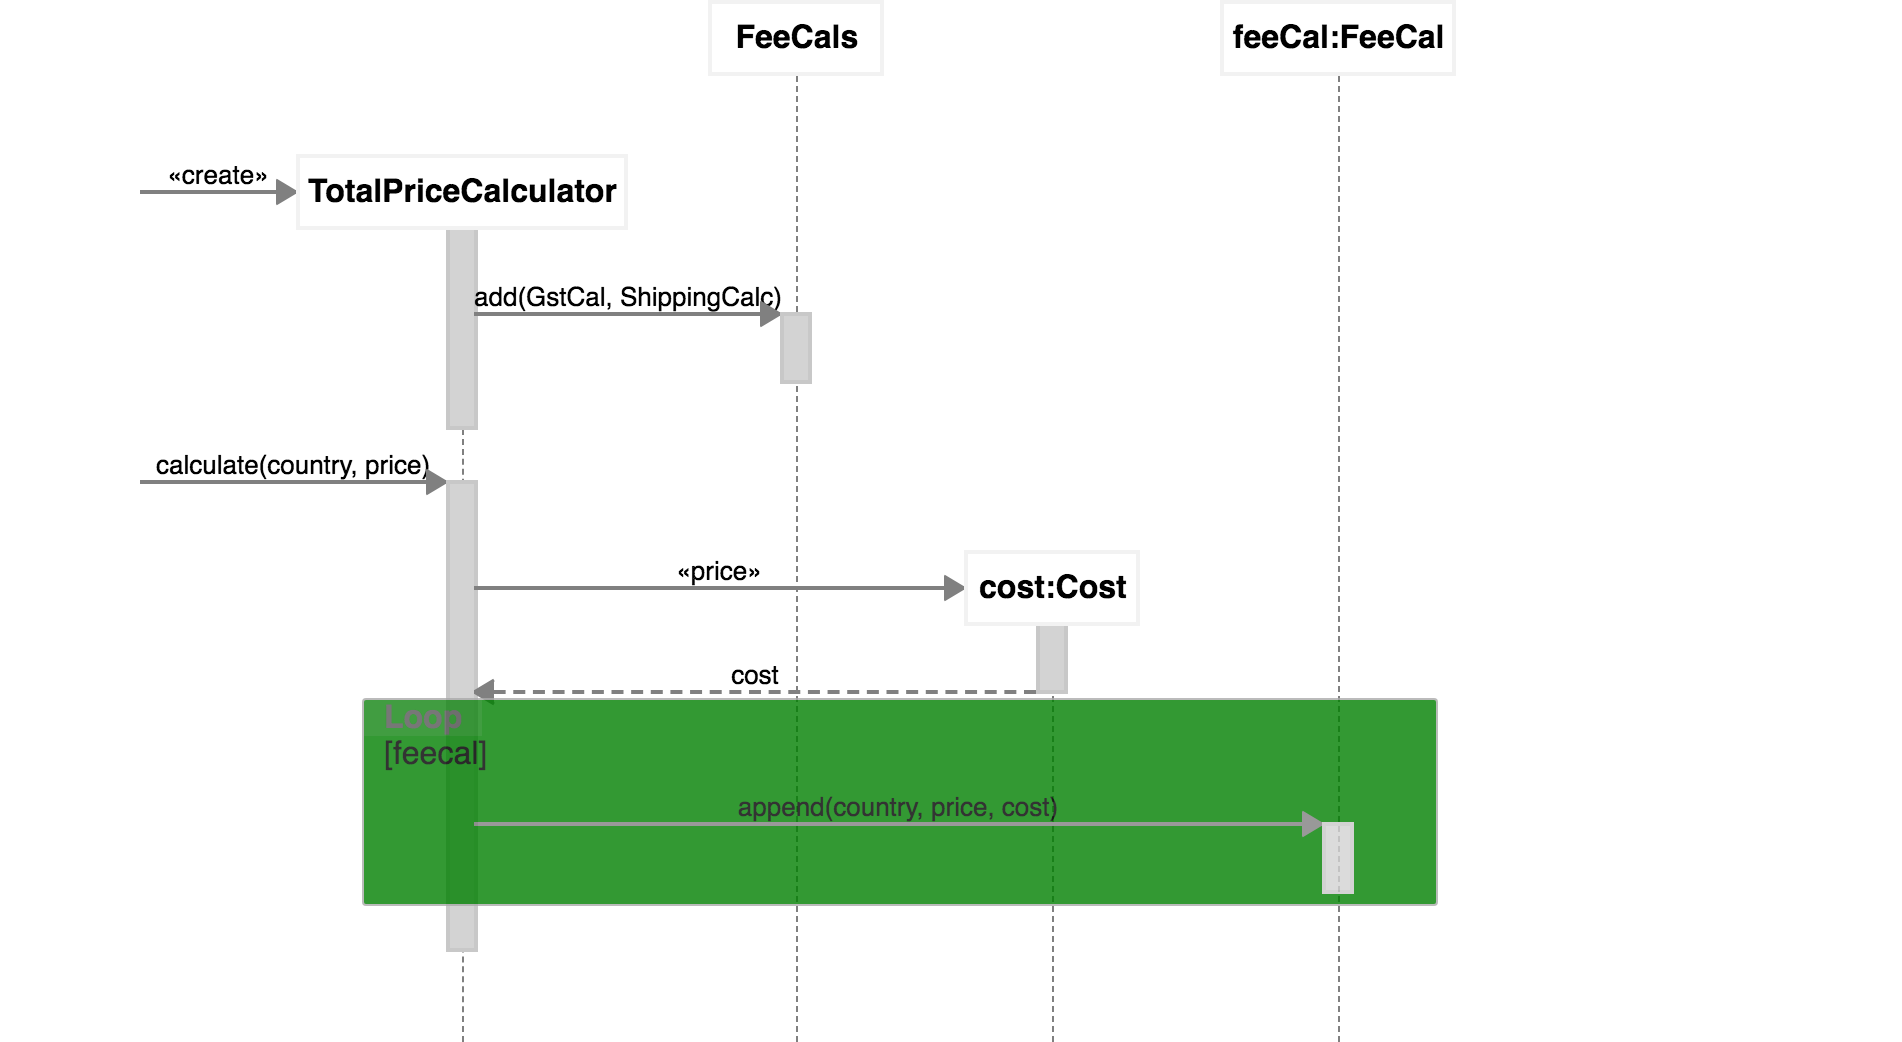 FeeCals
feeCal:FeeCal
«create»
TotalPriceCalculator
add(GstCal, ShippingCalc)
calculate(country, price)
«price»
cost:Cost
cost
Loop
[feecal]
append(country, price, cost)